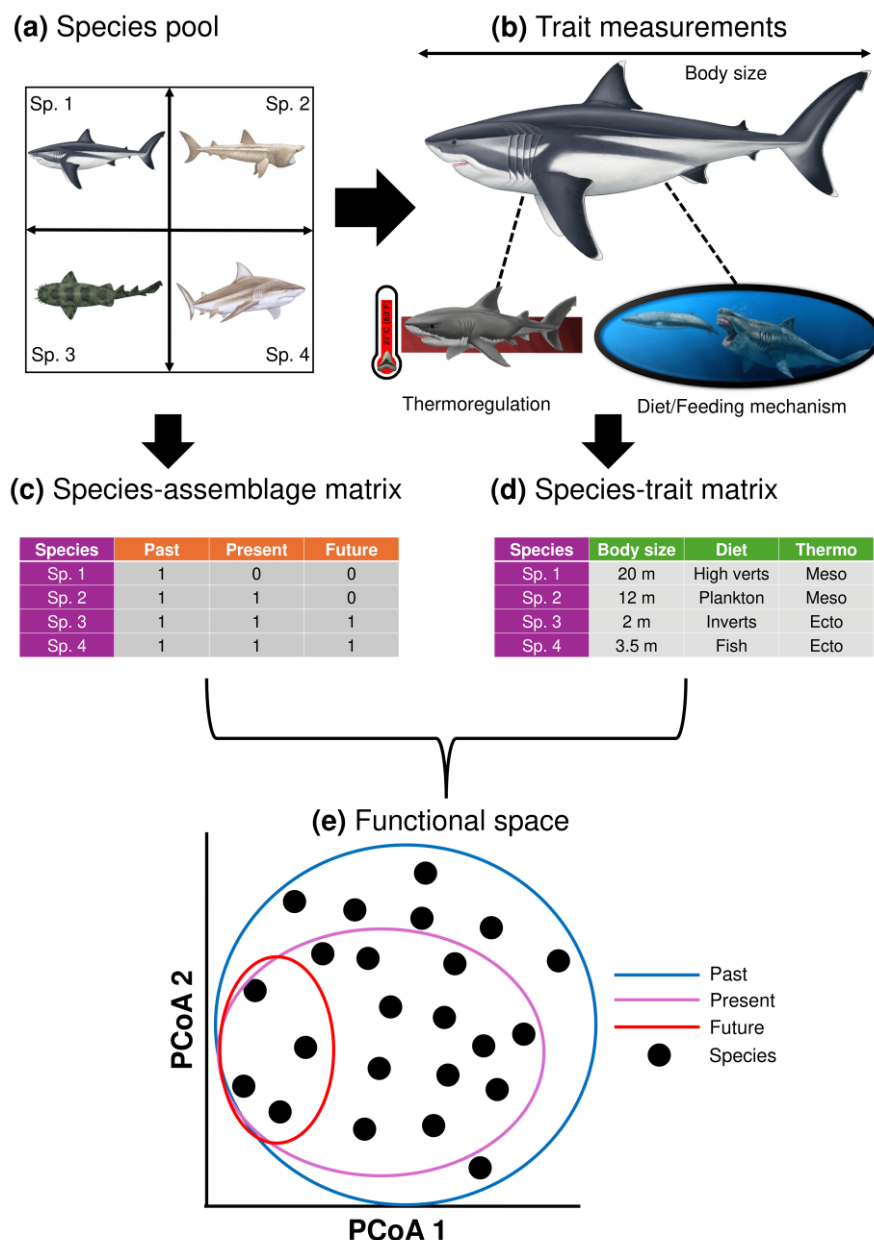 (a) Species pool
Sp. 1
Sp. 2
Sp. 3
Sp. 4
(b) Trait measurements
Body size
27°C (80°F)
Thermoregulation
Diet/Feeding mechanism
(c) Species-assemblage matrix
Species Past Present Future
Sp. 1 1 0 0
Sp. 2 1 1 0
Sp. 3 1 1 1
Sp. 4 1 1 1
(d) Species-trait matrix
Species Body size Diet Thermo
Sp. 1 20 m High verts Meso
Sp. 2 12 m Plankton Meso
Sp. 3 2 m Inverts Ecto
Sp. 4 3.5 m Fish Ecto
(e) Functional space
PCoA 2
PCoA 1
Past
Present
Future
Species